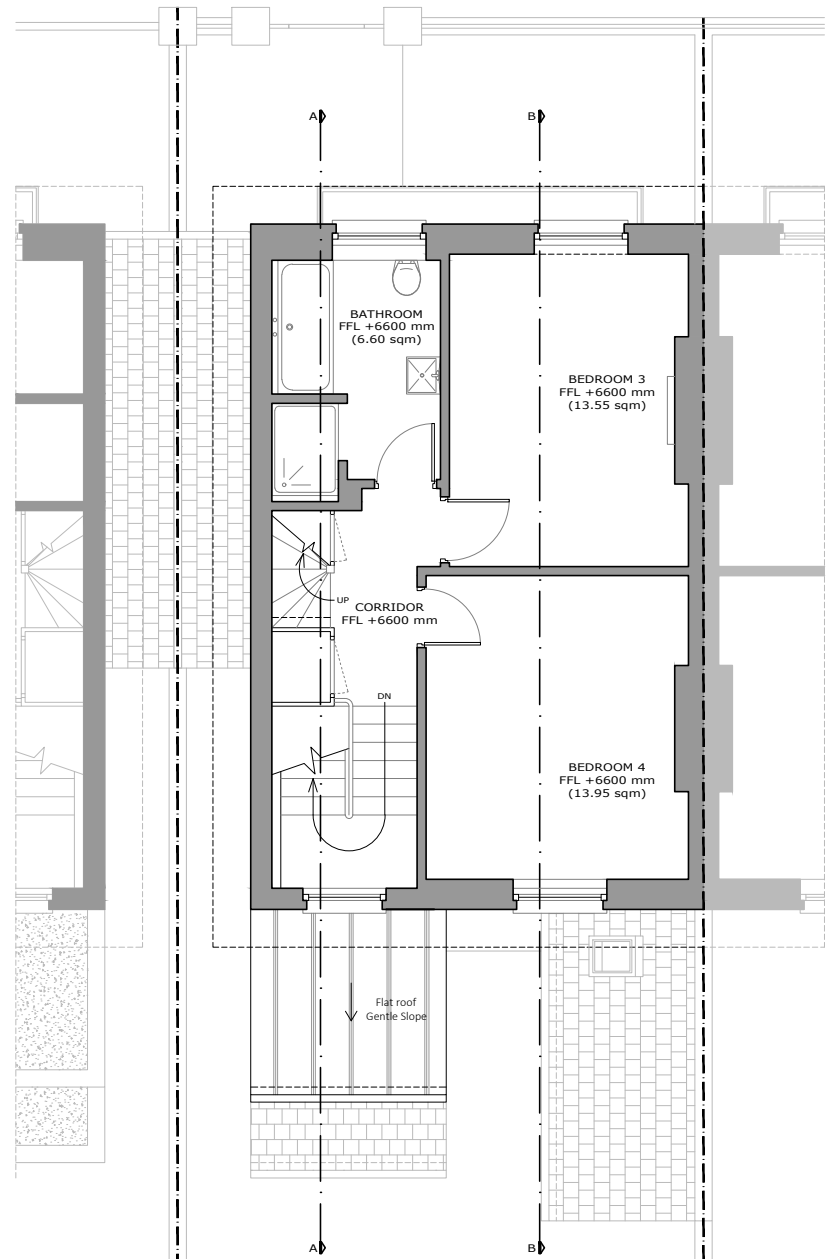 A
B
BATHROOM
FFL +6600 mm
(6.60 sqm)
BEDROOM 3
FFL +6600 mm
(13.55 sqm)
UP
CORRIDOR
FFL +6600 mm
DN
BEDROOM 4
FFL +6600 mm
(13.95 sqm)
Flat roof
Gentle Slope
A
B